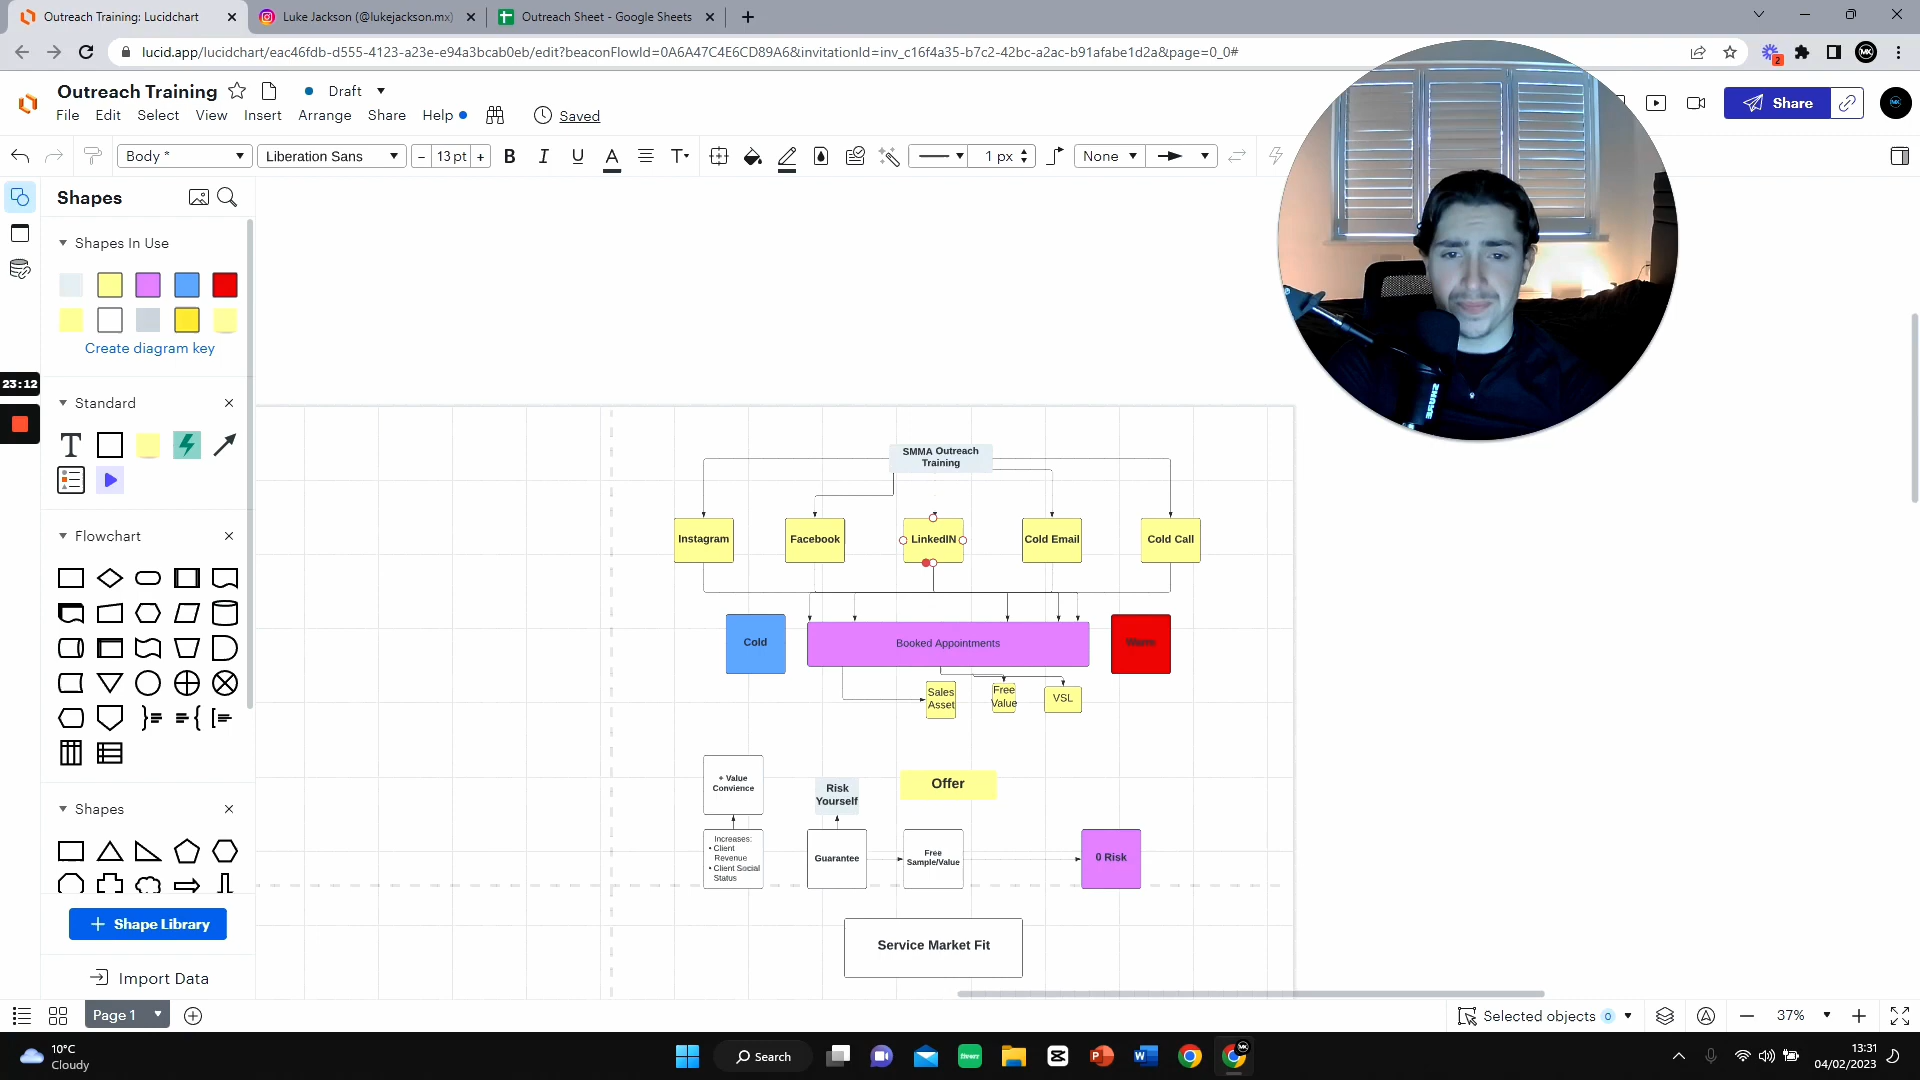 Outreach Training: Lucidchart
Luke Jackson (@lukejackson.mx)
Outreach Sheet - Google Sheets
lucid.app/lucidchart/eac46fdb-d555-4123-a23e-e94a3bcab0eb/edit?beaconFlowId=0A6A47C4E6CD89A6&invitationId=inv_c16f4a35-b7c2-42bc-a2ac-b91afabe1d2a&page=0_0#
2
MK
Outreach Training
Draft
Share
File Edit Select View Insert Arrange Share Help
Saved
Body *
Liberation Sans
- 13 pt +
B I U A T
1 px
None
Shapes
Shapes In Use
Create diagram key
23:12
Standard
T
Flowchart
Shapes
Shape Library
Import Data
SMMA Outreach
Training
Instagram
Facebook
LinkedIN
Cold Email
Cold Call
Cold
Booked Appointments
Warm
Sales
Asset
Free
Value
VSL
+ Value
Convience
Risk
Yourself
Offer
Increases:
• Client
Revenue
• Client Social
Status
Guarantee
Free
Sample/Value
0 Risk
Service Market Fit
SHURE
Page 1
Selected objects 0
37%
10°C
Cloudy
Search
fiverr
MK
13:31
04/02/2023